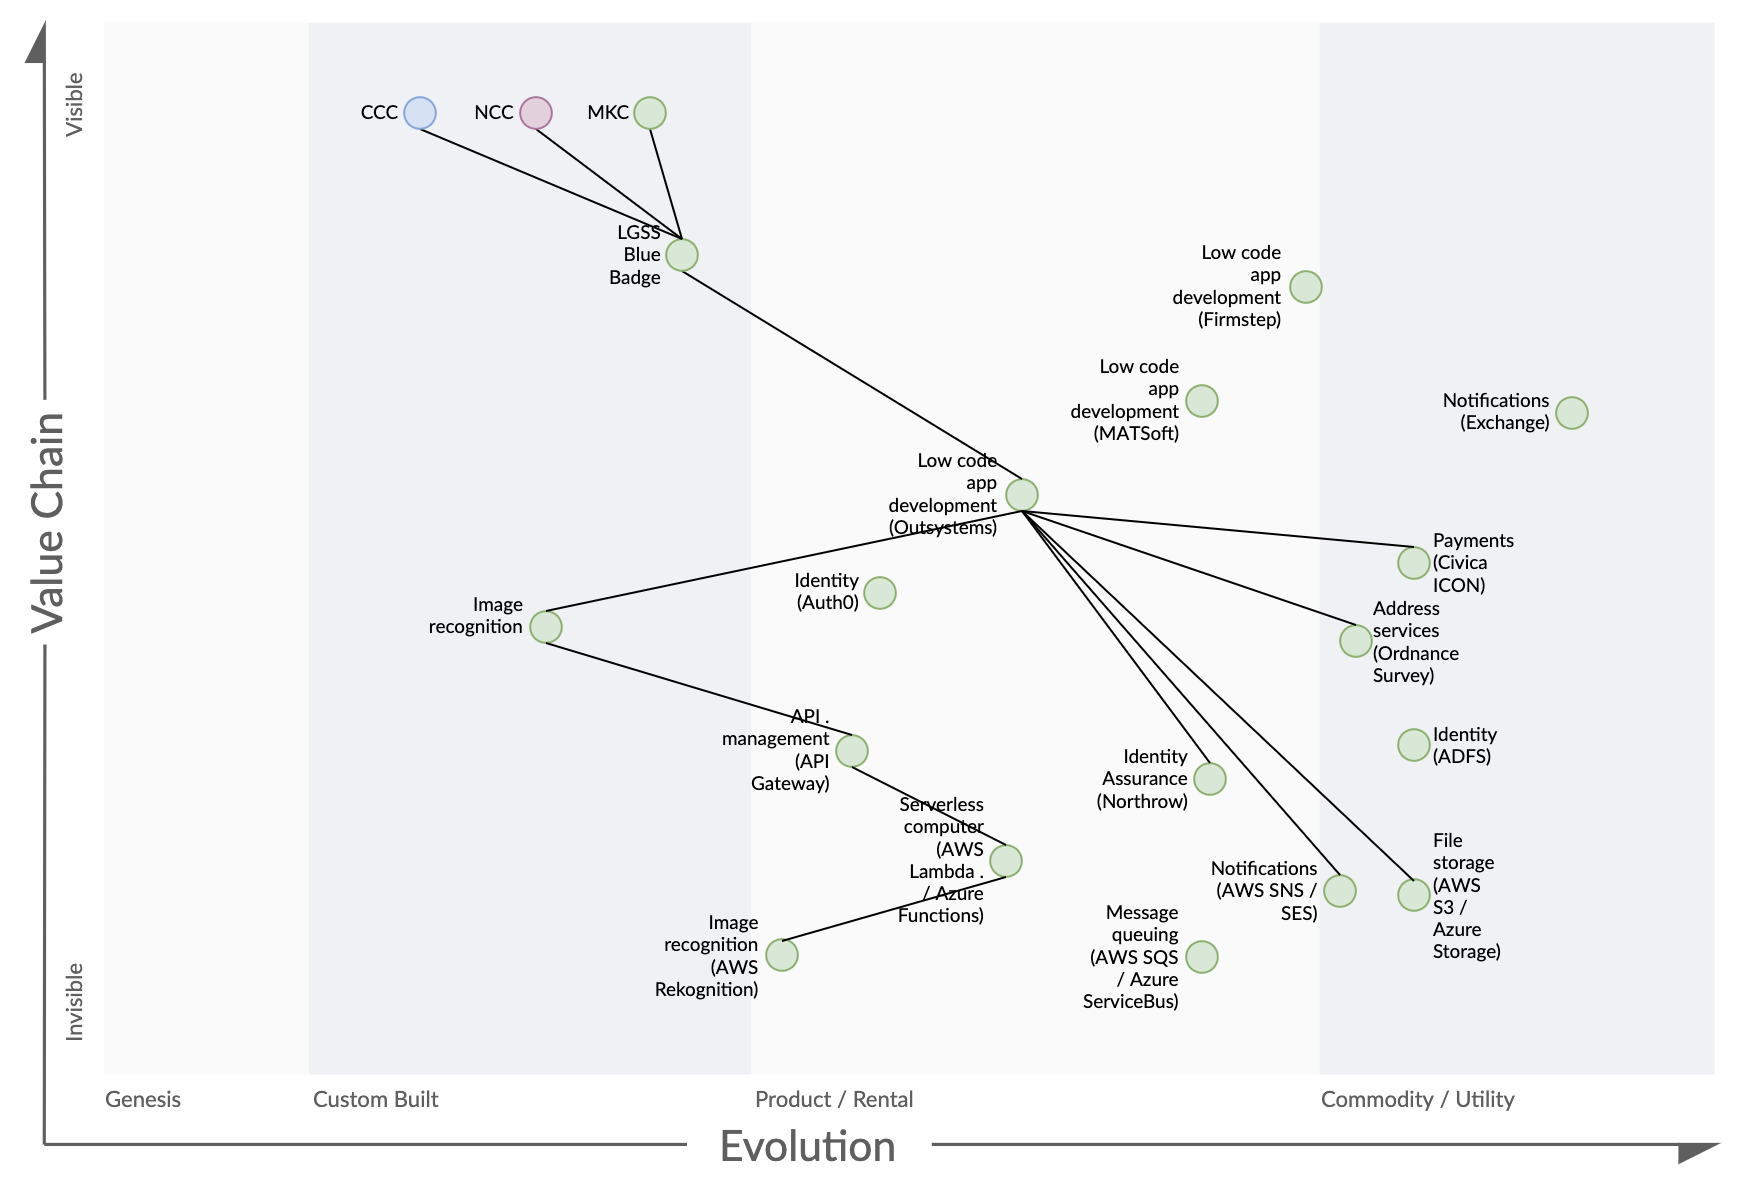 Visible
Value Chain
Invisible
CCC
NCC
MKC
LGSS
Blue
Badge
Low code
app
development
(Firmstep)
Low code
app
development
(MATSoft)
Notifications
(Exchange)
Low code
app
development
(Outsystems)
Payments
(Civica
ICON)
Identity
(Auth0)
Image
recognition
Address
services
(Ordnance
Survey)
API .
management
(API
Gateway)
Identity
(ADFS)
Identity
Assurance
(Northrow)
Serverless
computer
(AWS
Lambda .
/ Azure
Functions)
File
storage
(AWS
S3 /
Azure
Storage)
Notifications
(AWS SNS /
SES)
Image
recognition
(AWS
Rekognition)
Message
queuing
(AWS SQS
/ Azure
ServiceBus)
Genesis
Custom Built
Product / Rental
Commodity / Utility
Evolution